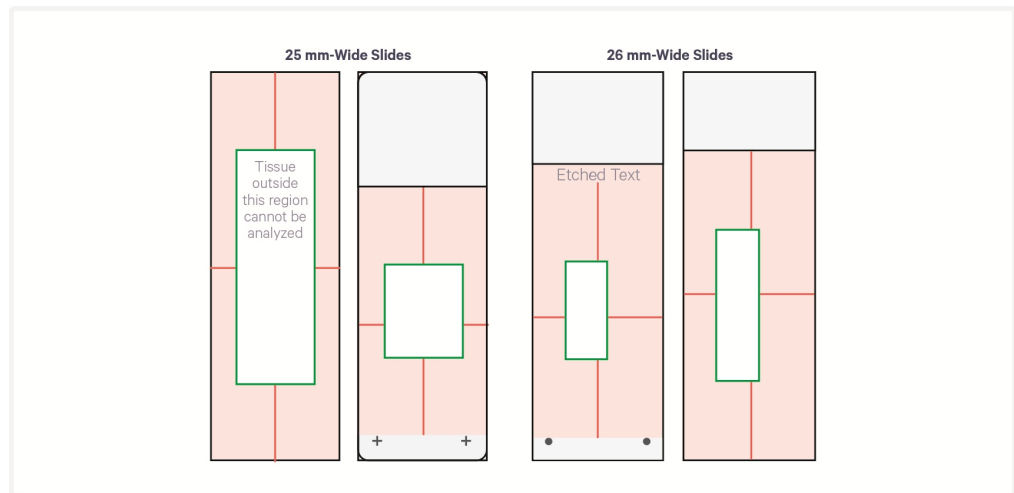 25 mm-Wide Slides
26 mm-Wide Slides
Tissue
outside
this region
cannot be
analyzed
Etched Text